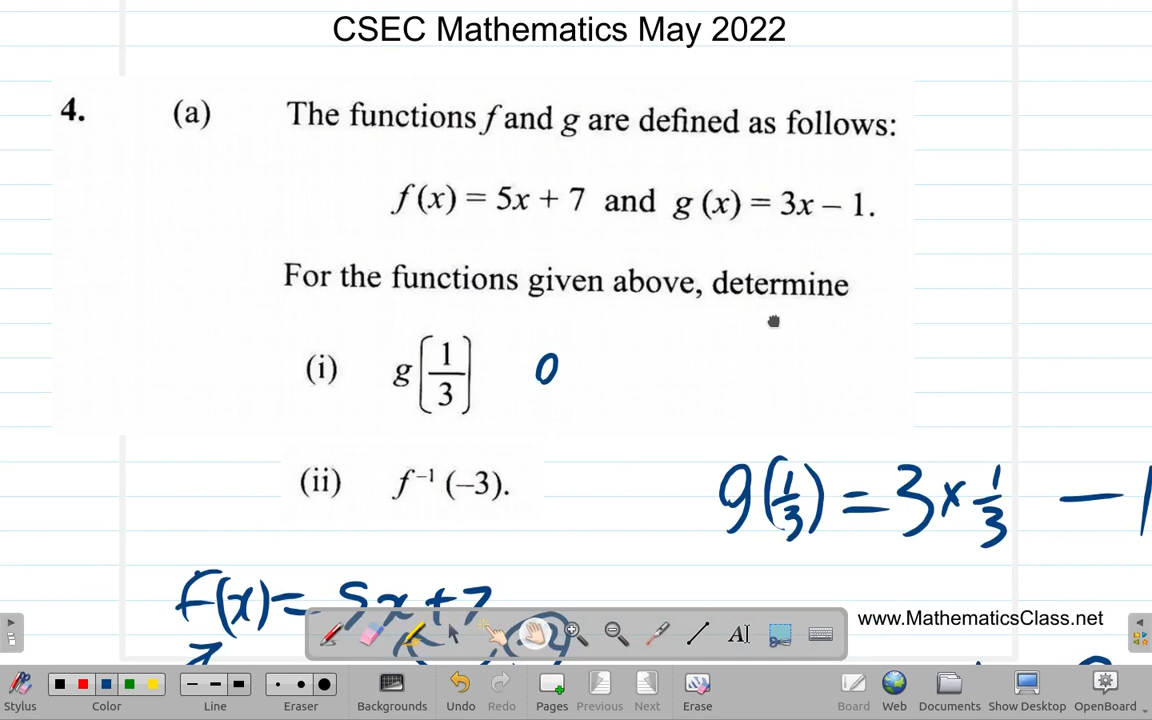 CSEC Mathematics May 2022
4. (a) The functions f and g are defined as follows:
f (x) = 5x + 7 and g (x) = 3x – 1.
For the functions given above, determine
(i) g(1/3) 0
(ii) f⁻¹ (–3).
g(1/3) = 3 × 1/3 — 1
f(x) = 5x + 7
www.MathematicsClass.net
Stylus Color Line Eraser Backgrounds Undo Redo Pages Previous Next Erase Board Web Documents Show Desktop OpenBoard